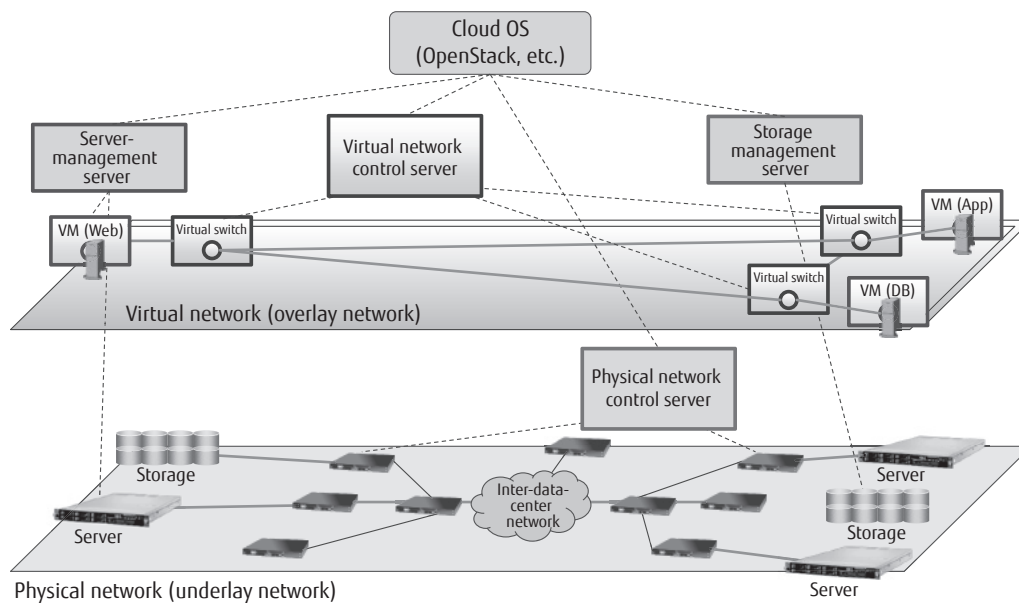 Cloud OS
(OpenStack, etc.)
Server-
management
server
Virtual network
control server
Storage
management
server
VM (Web)
Virtual switch
Virtual switch
VM (App)
Virtual switch
VM (DB)
Virtual network (overlay network)
Physical network
control server
Storage
Server
Inter-data-
center
network
Server
Storage
Server
Physical network (underlay network)